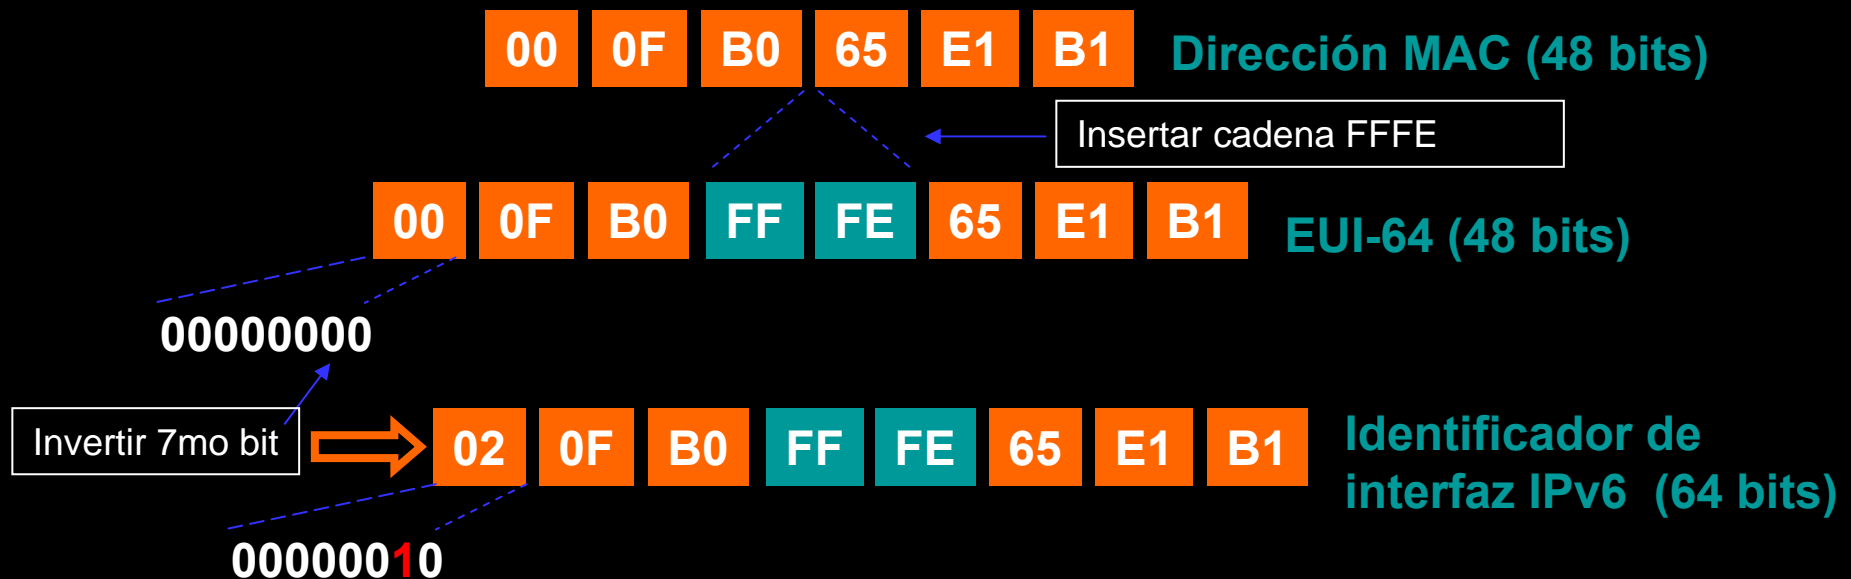 00 0F B0 65 E1 B1 Dirección MAC (48 bits)
Insertar cadena FFFE
00 0F B0 FF FE 65 E1 B1 EUI-64 (48 bits)
00000000
Invertir 7mo bit
02 0F B0 FF FE 65 E1 B1
Identificador de
interfaz IPv6 (64 bits)
00000010